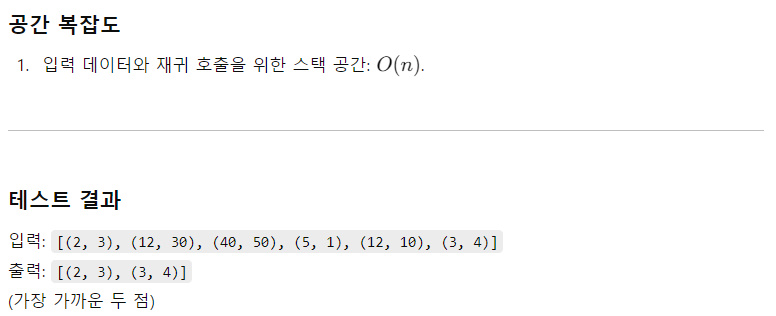 공간 복잡도
1. 입력 데이터와 재귀 호출을 위한 스택 공간: O(n).
테스트 결과
입력: [(2, 3), (12, 30), (40, 50), (5, 1), (12, 10), (3, 4)]
출력: [(2, 3), (3, 4)]
(가장 가까운 두 점)